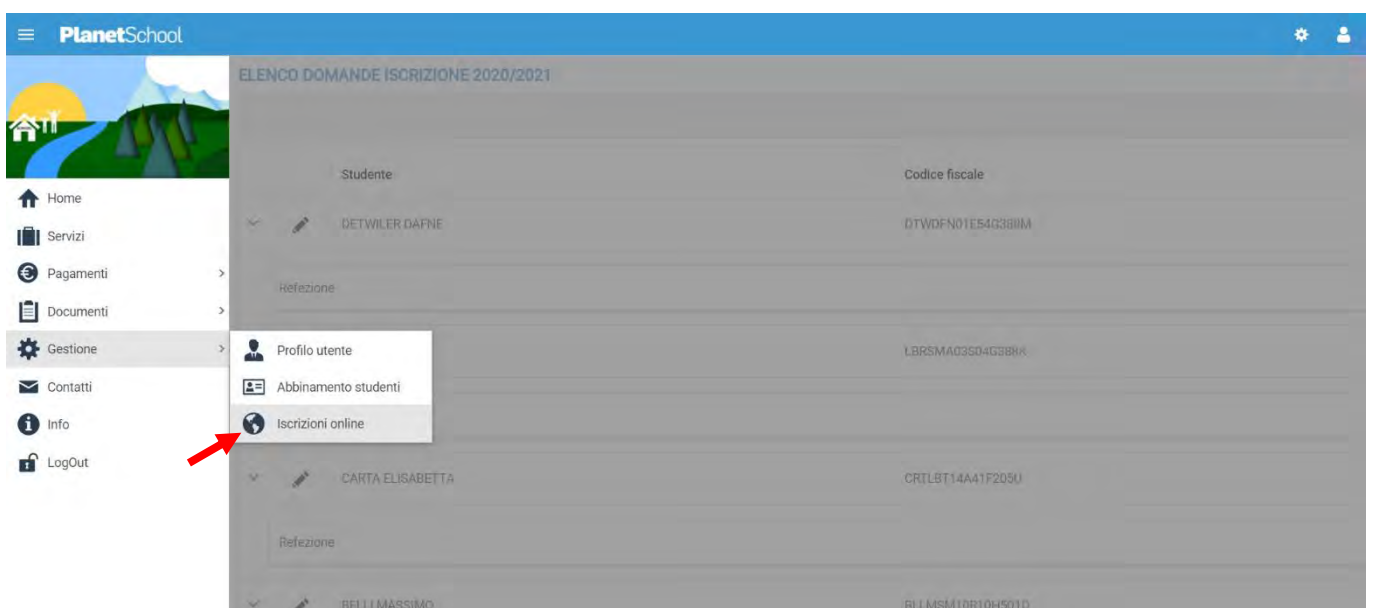 PlanetSchool
ELENCO DOMANDE ISCRIZIONE 2020/2021
Studente Codice fiscale
Home
DETWILER DAFNE DTWDFN01E54G388M
Servizi
Pagamenti
Refezione
Documenti
Gestione
Profilo utente
LBRSMA03S04G388K
Contatti
Abbinamento studenti
Info
Iscrizioni online
LogOut
CARTA ELISABETTA CRTLBT14A41F205U
Refezione
BELLI MASSIMO BLLMSM10R10H501D